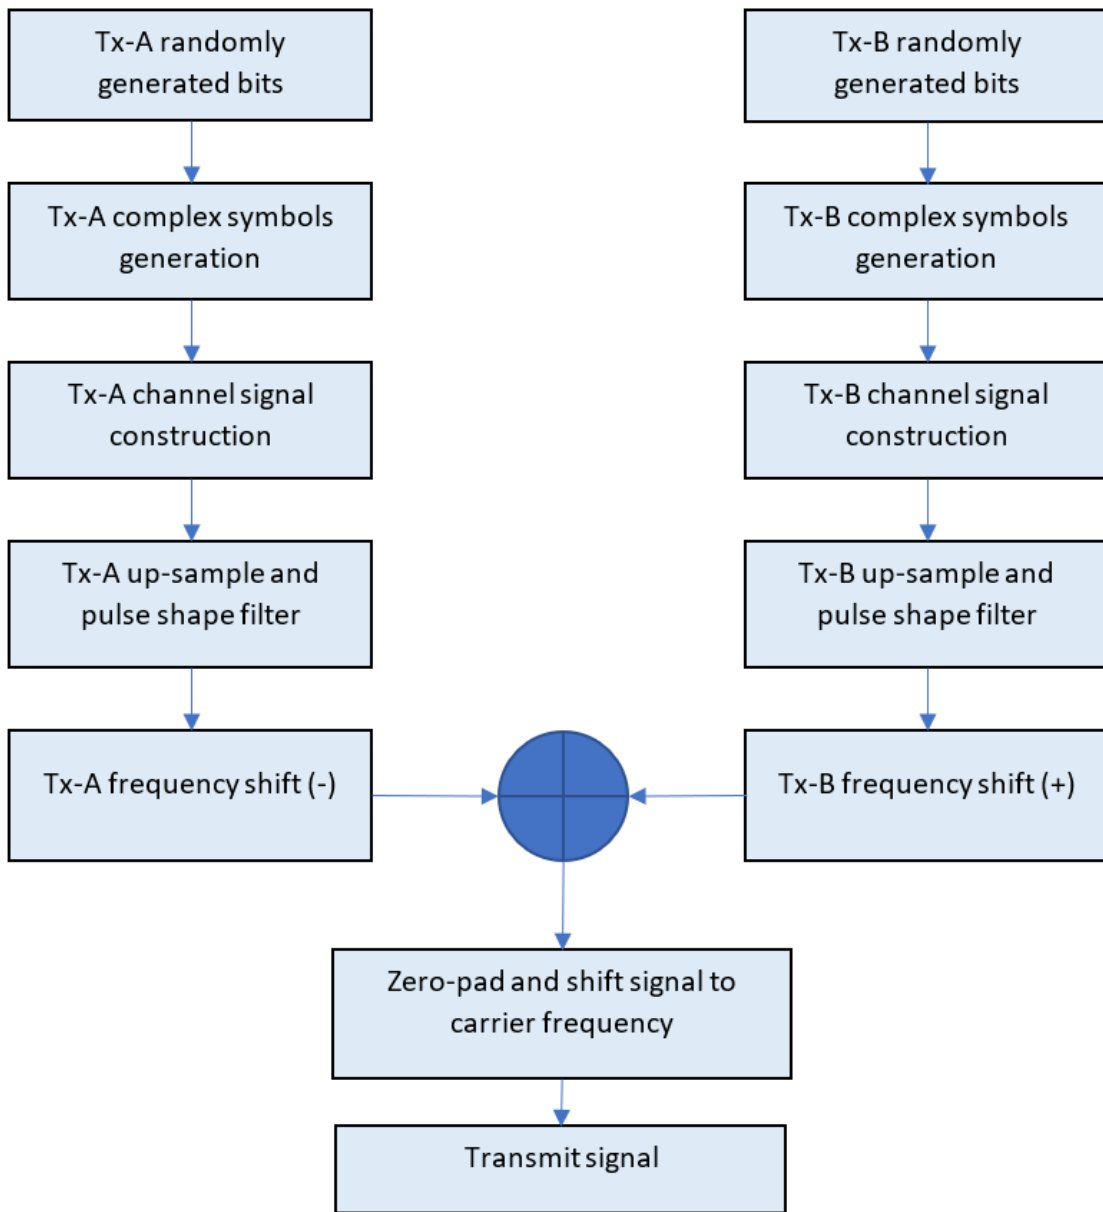 Tx-A randomly
generated bits
Tx-B randomly
generated bits
Tx-A complex symbols
generation
Tx-B complex symbols
generation
Tx-A channel signal
construction
Tx-B channel signal
construction
Tx-A up-sample and
pulse shape filter
Tx-B up-sample and
pulse shape filter
Tx-A frequency shift (-)
Tx-B frequency shift (+)
Zero-pad and shift signal to
carrier frequency
Transmit signal